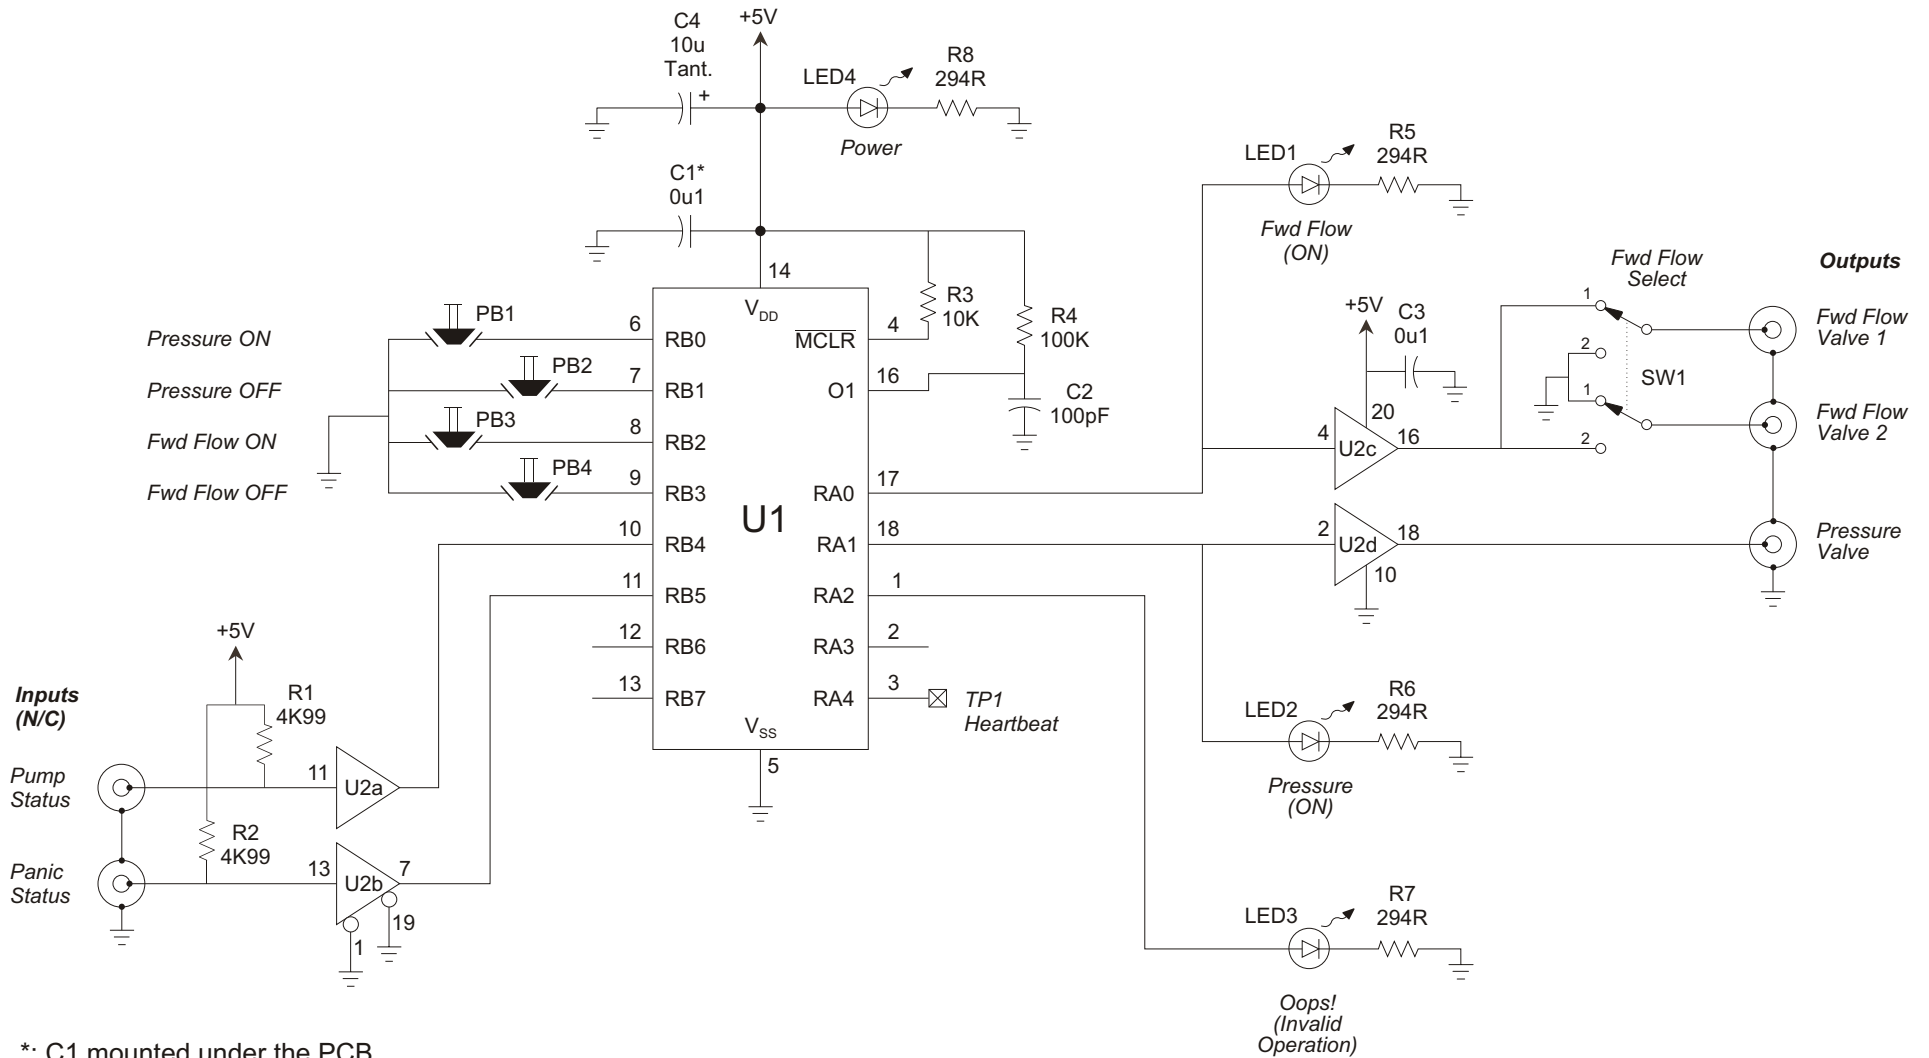 C4
10u
Tant.
+
+5V
LED4
Power
R8
294R
C1*
0u1
14
V_DD
PB1
Pressure ON
6
RB0
PB2
Pressure OFF
7
RB1
PB3
Fwd Flow ON
8
RB2
PB4
Fwd Flow OFF
9
RB3
10
RB4
11
RB5
12
RB6
13
RB7
U1
4
MCLR
16
O1
17
RA0
18
RA1
1
RA2
2
RA3
3
RA4
V_SS
5
R3
10K
R4
100K
C2
100pF
TP1
Heartbeat
Inputs
(N/C)
+5V
R1
4K99
R2
4K99
Pump
Status
11
U2a
Panic
Status
13
U2b
7
19
1
LED1
Fwd Flow
(ON)
R5
294R
+5V
C3
0u1
20
4
U2c
16
2
U2d
18
10
Fwd Flow
Select
1
2
1
2
SW1
Outputs
Fwd Flow
Valve 1
Fwd Flow
Valve 2
Pressure
Valve
LED2
Pressure
(ON)
R6
294R
LED3
Oops!
(Invalid
Operation)
R7
294R
*: C1 mounted under the PCB